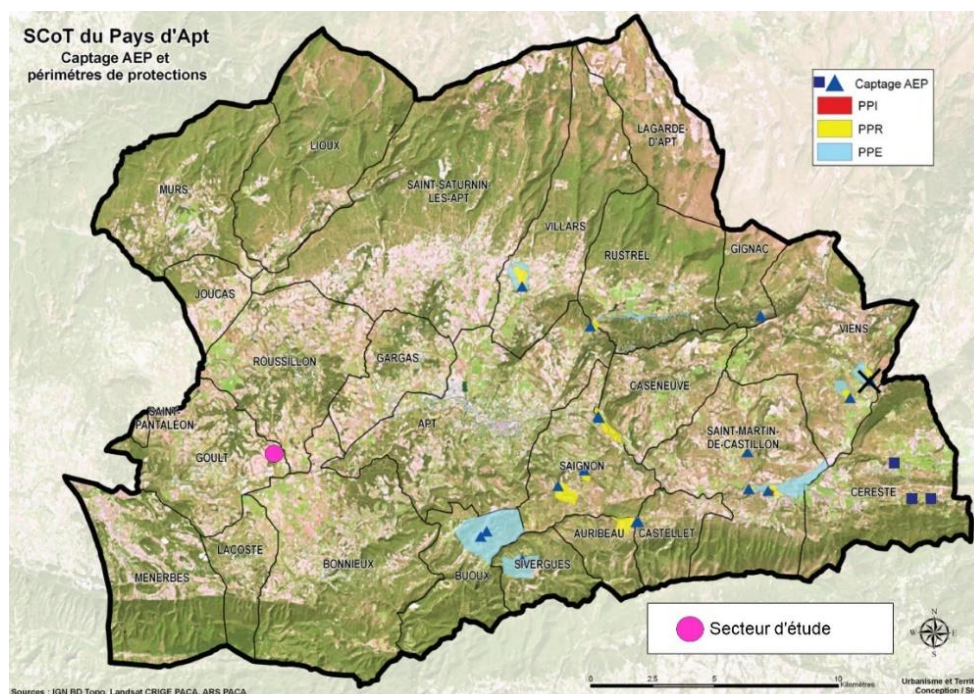 SCoT du Pays d'Apt
Captage AEP et
périmètres de protections
Captage AEP
PPI
PPR
PPE
LAGARDE-
D'APT
LIOUX
MURS
SAINT-SATURNIN-
LES-APT
VILLARS
RUSTREL
GIGNAC
JOUCAS
VIENS
ROUSSILLON
GARGAS
CASENEUVE
SAINT-
PANTALÉON
APT
SAINT-MARTIN-
DE-CASTILLON
GOULT
SAIGNON
CERESTE
AURIBEAU
CASTELLET
LACOSTE
BONNIEUX
SIVERGUES
MENERBES
BUOUX
Secteur d'étude
N
W
E
S
0
2.5
5
10
Kilomètres
Sources : IGN BD Topo, Landsat CRIGE PACA, ARS PACA
Urbanisme et Territ
Conception /